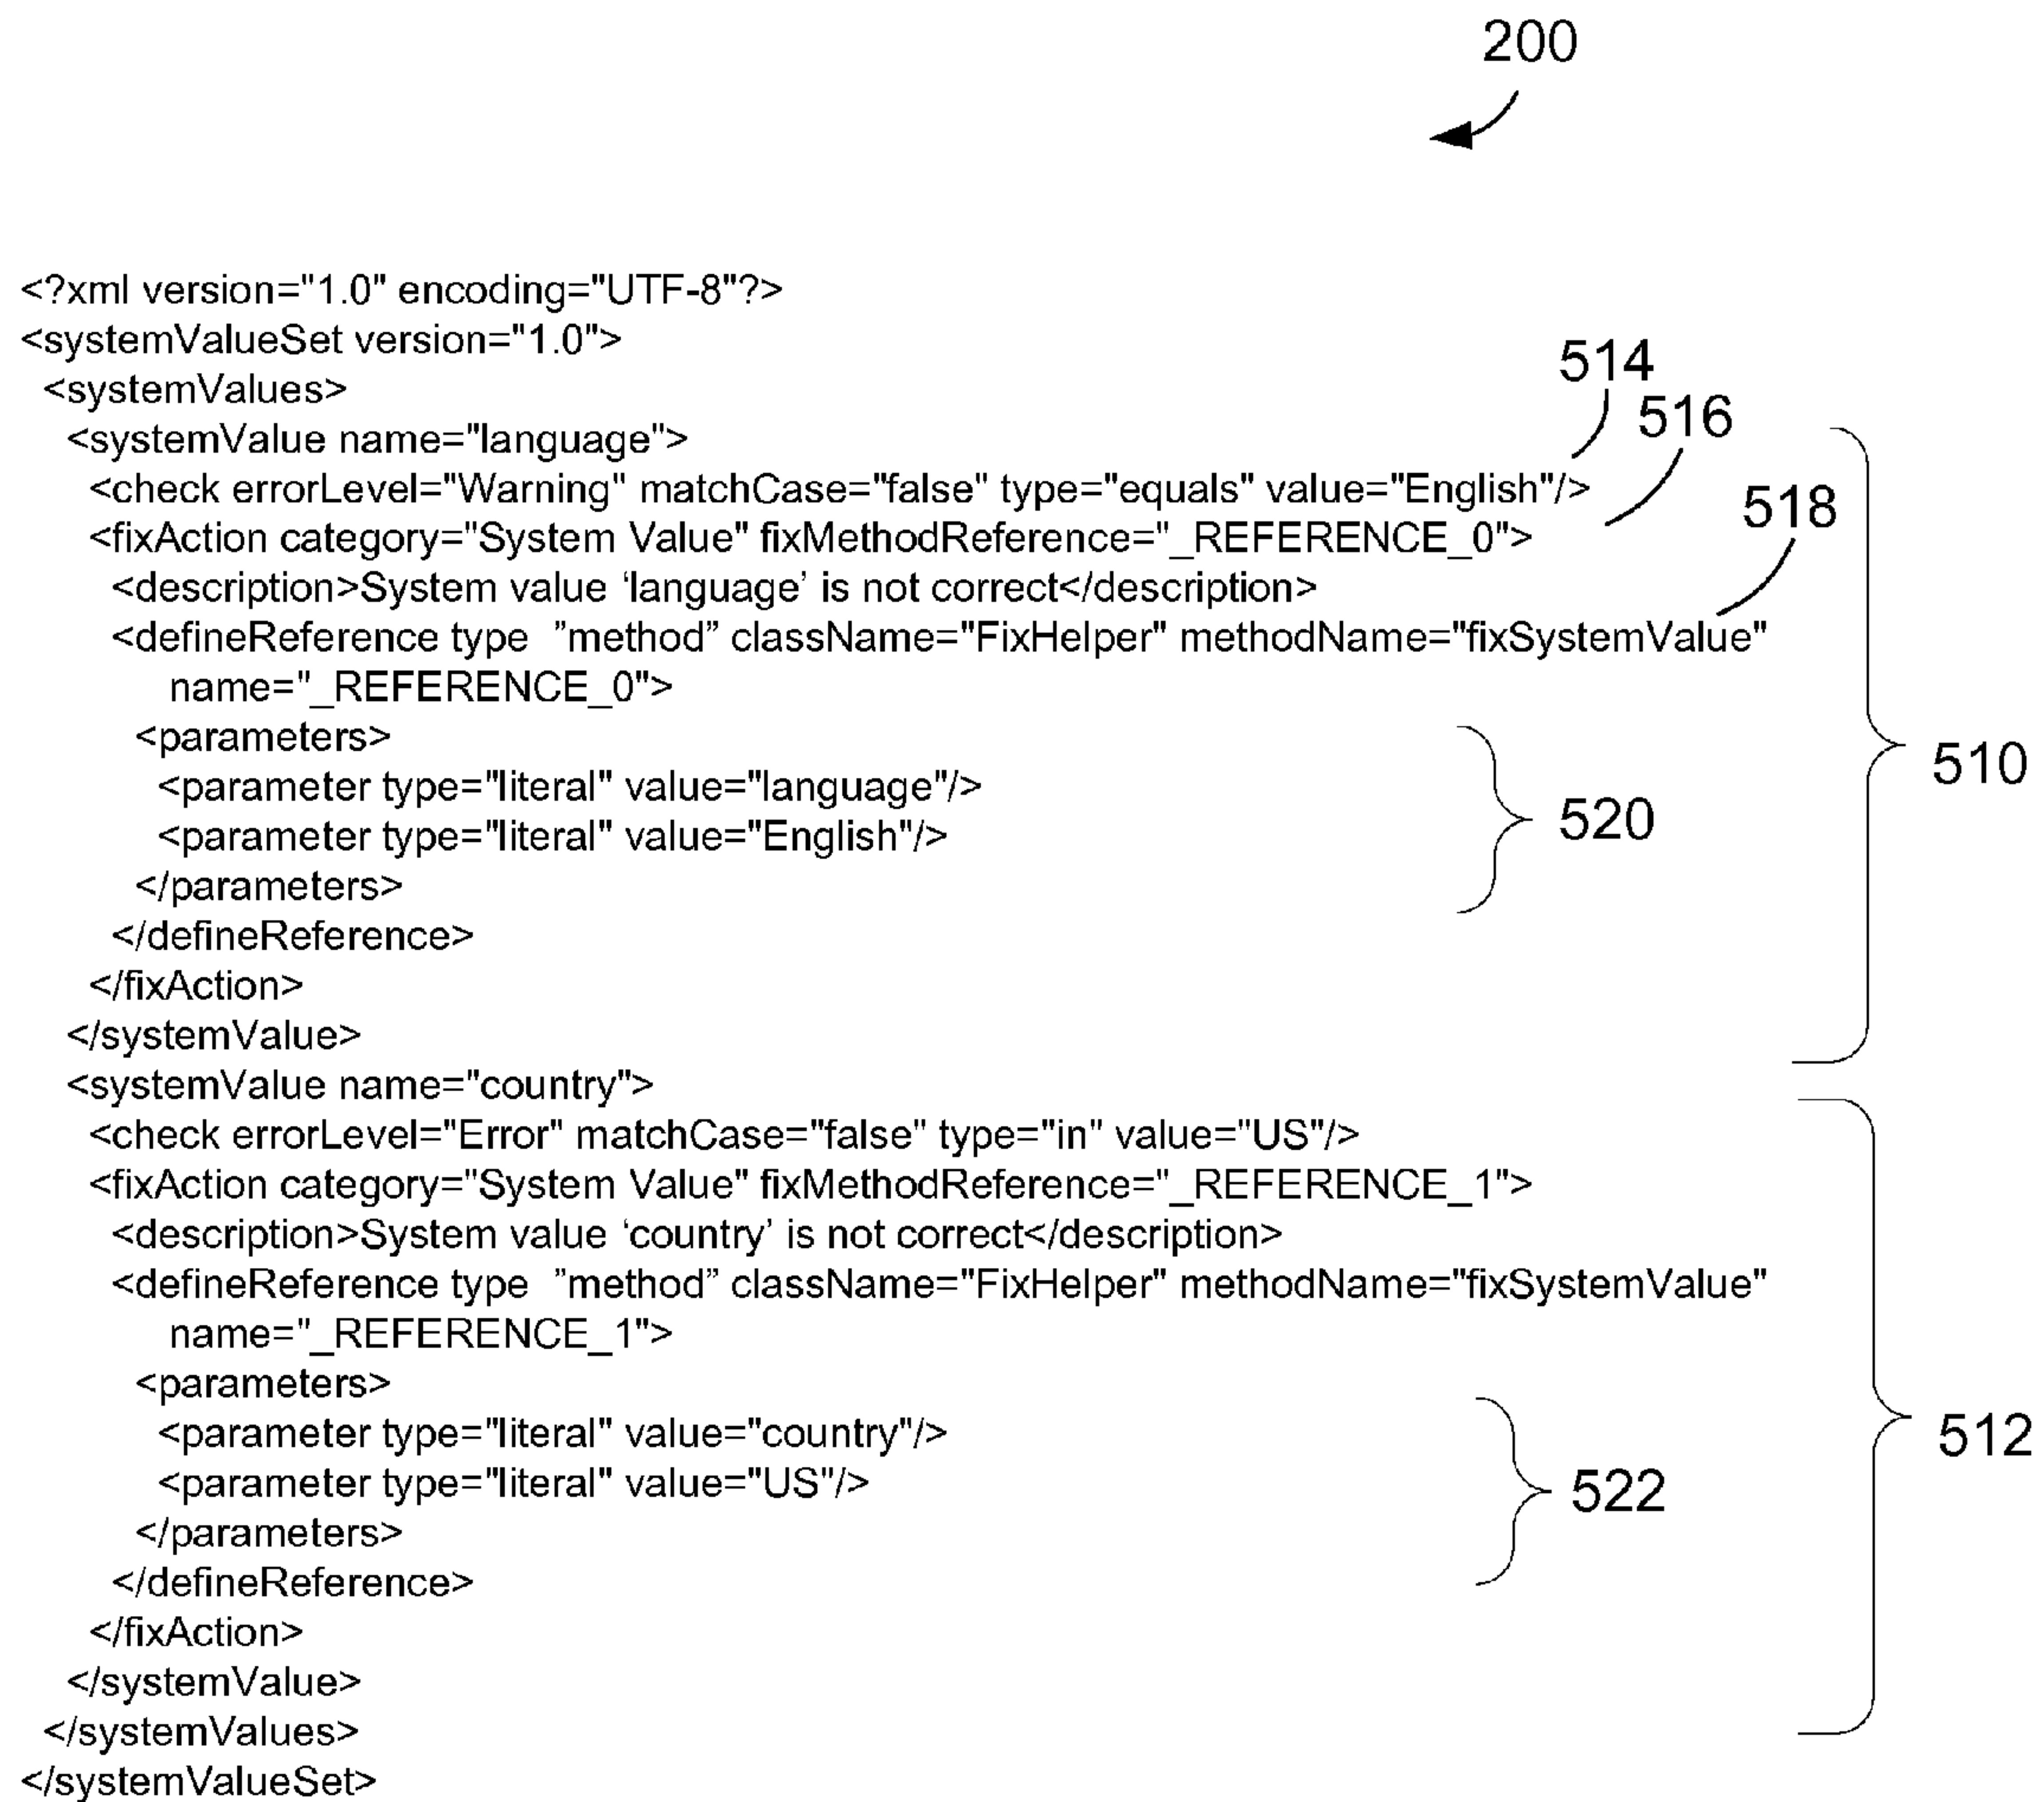 200
<?xml version="1.0" encoding="UTF-8"?>
<systemValueSet version="1.0">
<systemValues>
514
516
<systemValue name="language">
<check errorLevel="Warning" matchCase="false" type="equals" value="English"/>
518
<fixAction category="System Value" fixMethodReference="_REFERENCE_0">
<description>System value ‘language’ is not correct</description>
<defineReference type  ”method” className="FixHelper" methodName="fixSystemValue"
name="_REFERENCE_0">
<parameters>
510
<parameter type="literal" value="language"/>
520
<parameter type="literal" value="English"/>
</parameters>
</defineReference>
</fixAction>
</systemValue>
<systemValue name="country">
<check errorLevel="Error" matchCase="false" type="in" value="US"/>
<fixAction category="System Value" fixMethodReference="_REFERENCE_1">
<description>System value ‘country’ is not correct</description>
<defineReference type  ”method” className="FixHelper" methodName="fixSystemValue"
name="_REFERENCE_1">
<parameters>
<parameter type="literal" value="country"/>
512
<parameter type="literal" value="US"/>
522
</parameters>
</defineReference>
</fixAction>
</systemValue>
</systemValues>
</systemValueSet>